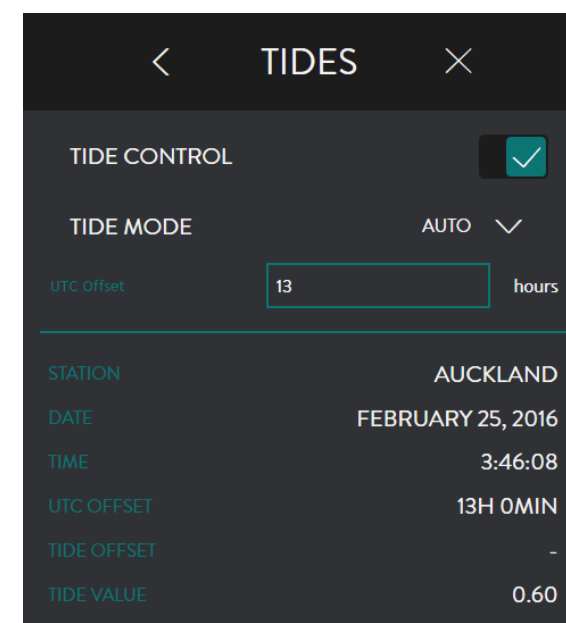 TIDES
TIDE CONTROL
TIDE MODE AUTO
UTC Offset 13 hours
STATION AUCKLAND
DATE FEBRUARY 25, 2016
TIME 3:46:08
UTC OFFSET 13H 0MIN
TIDE OFFSET -
TIDE VALUE 0.60